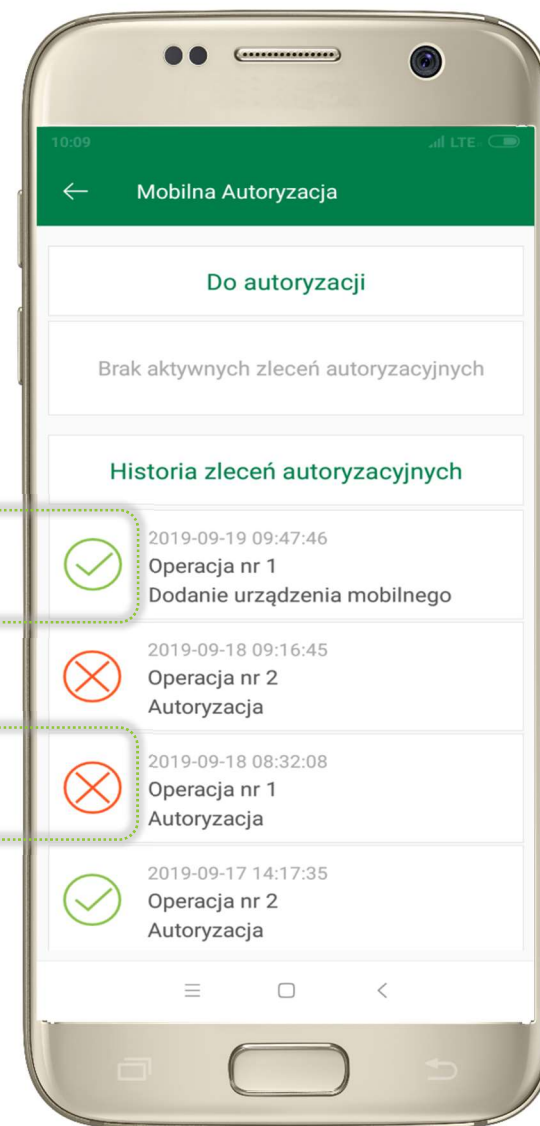 10:09
LTE
Mobilna Autoryzacja
Do autoryzacji
Brak aktywnych zleceń autoryzacyjnych
Historia zleceń autoryzacyjnych
2019-09-19 09:47:46
Operacja nr 1
Dodanie urządzenia mobilnego
2019-09-18 09:16:45
Operacja nr 2
Autoryzacja
2019-09-18 08:32:08
Operacja nr 1
Autoryzacja
2019-09-17 14:17:35
Operacja nr 2
Autoryzacja